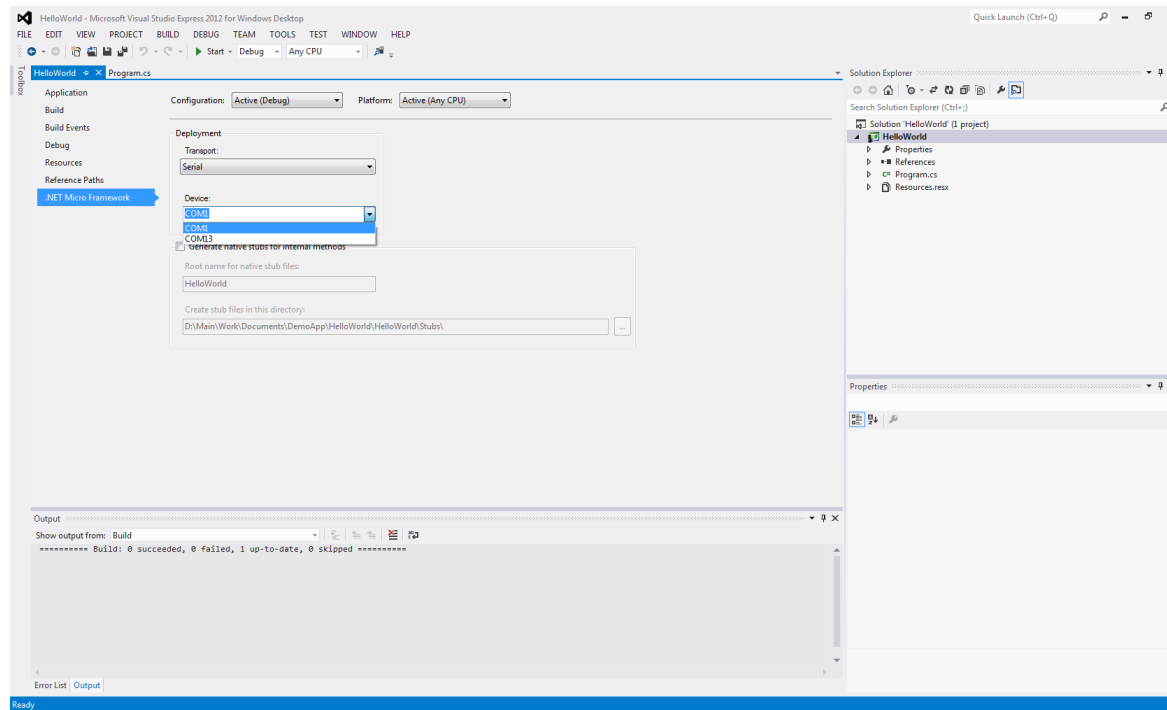 HelloWorld - Microsoft Visual Studio Express 2012 for Windows Desktop
Quick Launch (Ctrl+Q)
FILE EDIT VIEW PROJECT BUILD DEBUG TEAM TOOLS TEST WINDOW HELP
Start Debug Any CPU
Toolbox
HelloWorld Program.cs
Application
Build
Build Events
Debug
Resources
Reference Paths
.NET Micro Framework
Configuration: Active (Debug) Platform: Active (Any CPU)
Deployment
Transport:
Serial
Device:
COM1
COM1
COM13
Generate native stubs for internal methods
Root name for native stub files:
HelloWorld
Create stub files in this directory:
D:\Main\Work\Documents\DemoApp\HelloWorld\HelloWorld\Stubs\
...
Solution Explorer
Search Solution Explorer (Ctrl+;)
Solution 'HelloWorld' (1 project)
HelloWorld
Properties
References
C# Program.cs
Resources.resx
Properties
Output
Show output from: Build
========== Build: 0 succeeded, 0 failed, 1 up-to-date, 0 skipped ==========
Error List Output
Ready